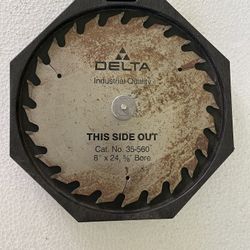 DELTA
Industrial Quality
THIS SIDE OUT
Cat. No. 35-560
8" x 24, ⅝" Bore